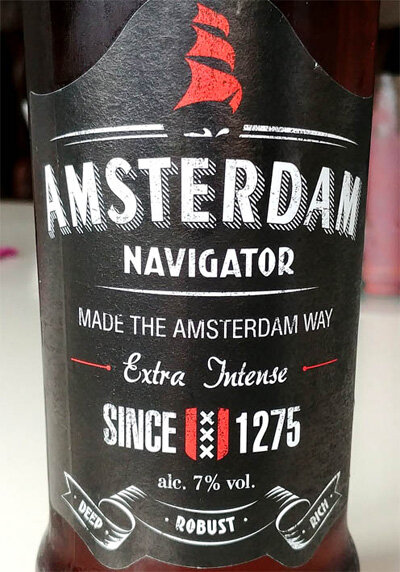 AMSTERDAM
NAVIGATOR
MADE THE AMSTERDAM WAY
Extra Intense
SINCE 1275
alc. 7% vol.
DEEP · ROBUST · RICH